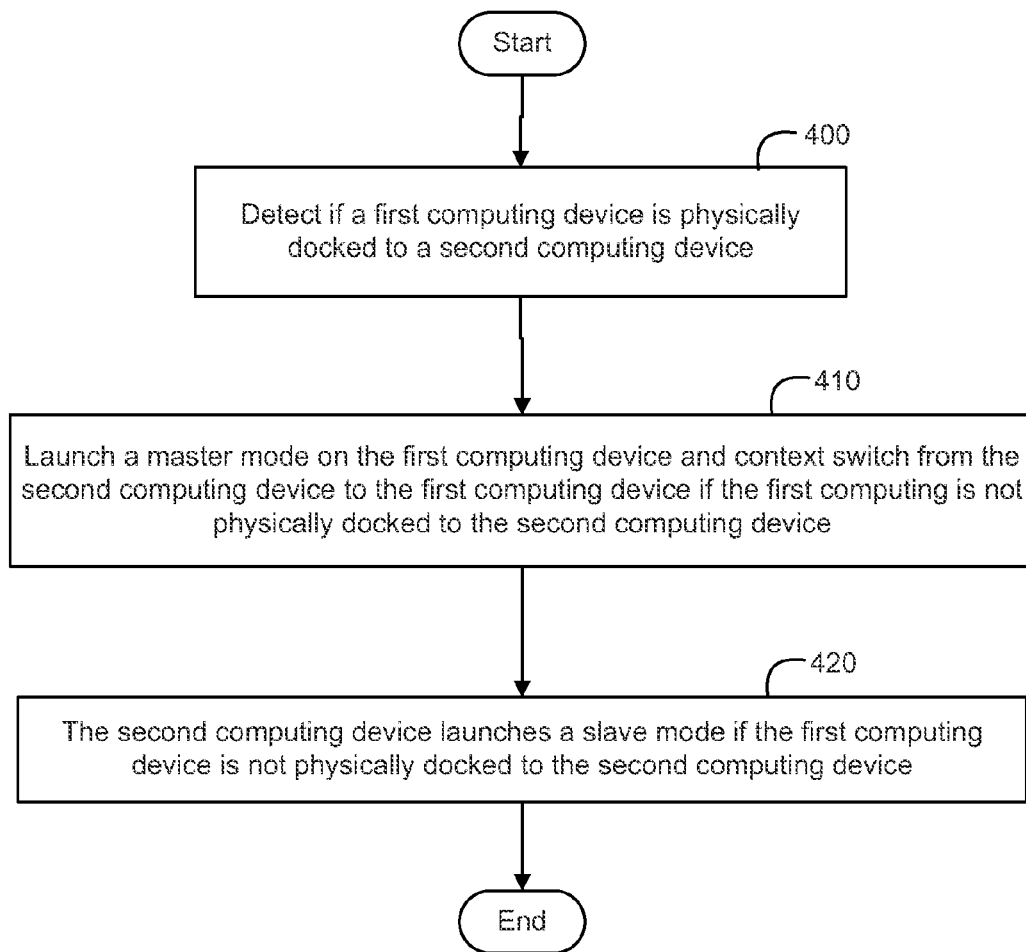 Start
400
Detect if a first computing device is physically
docked to a second computing device
410
Launch a master mode on the first computing device and context switch from the
second computing device to the first computing device if the first computing is not
physically docked to the second computing device
420
The second computing device launches a slave mode if the first computing
device is not physically docked to the second computing device
End